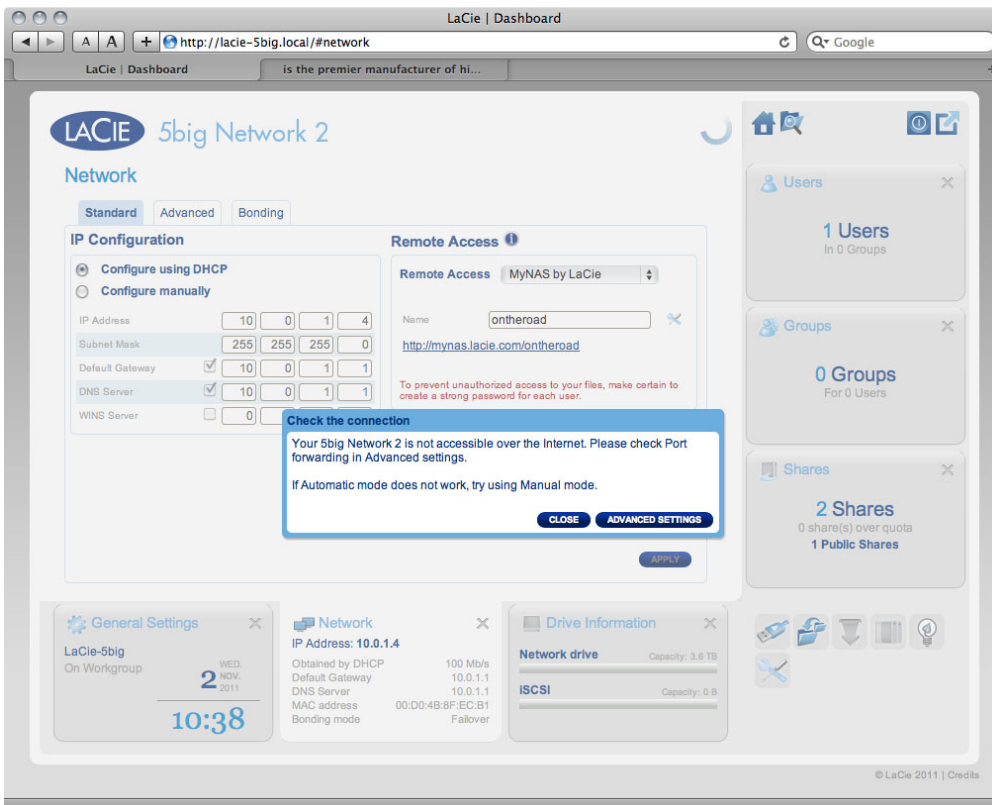 LaCie | Dashboard
A A + http://lacie-5big.local/#network Google
LaCie | Dashboard is the premier manufacturer of hi...
LACIE 5big Network 2
Network
Standard Advanced Bonding
IP Configuration
Configure using DHCP
Configure manually
IP Address 10 0 1 4
Subnet Mask 255 255 255 0
Default Gateway 10 0 1 1
DNS Server 10 0 1 1
WINS Server 0
Remote Access
Remote Access MyNAS by LaCie
Name ontheroad
http://mynas.lacie.com/ontheroad
To prevent unauthorized access to your files, make certain to
create a strong password for each user.
Check the connection
Your 5big Network 2 is not accessible over the Internet. Please check Port
forwarding in Advanced settings.
If Automatic mode does not work, try using Manual mode.
CLOSE ADVANCED SETTINGS
APPLY
Users
1 Users
In 0 Groups
Groups
0 Groups
For 0 Users
Shares
2 Shares
0 share(s) over quota
1 Public Shares
General Settings
LaCie-5big
On Workgroup
WED.
2 NOV.
2011
10:38
Network
IP Address: 10.0.1.4
Obtained by DHCP 100 Mb/s
Default Gateway 10.0.1.1
DNS Server 10.0.1.1
MAC address 00:D0:4B:8F:EC:B1
Bonding mode Failover
Drive Information
Network drive Capacity: 3.6 TB
iSCSI Capacity: 0 B
© LaCie 2011 | Credits